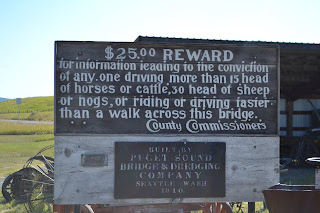 $25.00 REWARD
for information leading to the conviction
of any one driving more than 15 head
of horses or cattle, 30 head of sheep
or hogs, or riding or driving faster
than a walk across this bridge.
County Commissioners
BUILT BY
PUGET SOUND
BRIDGE & DREDGING
COMPANY
SEATTLE WASH
1910